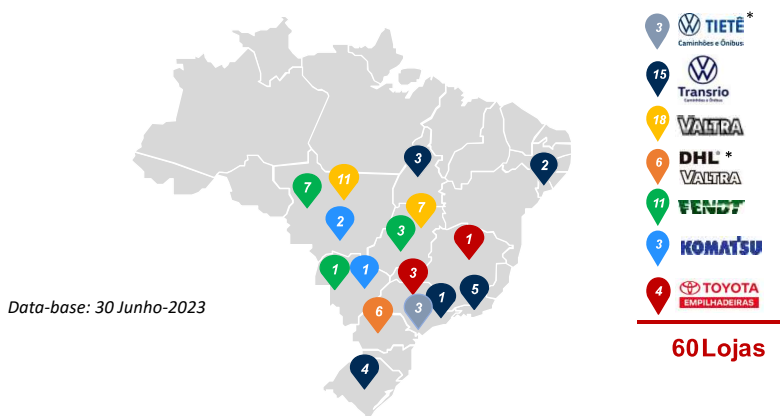 3 TIETÊ *
Caminhões e Ônibus
15 Transrio
Caminhões e Ônibus
18 VALTRA
6 DHL *
VALTRA
11 FENDT
3 KOMATSU
4 TOYOTA
EMPILHADEIRAS
60 Lojas
3
2
7
11
7
2
3
1
1
1
3
5
1
3
6
4
Data-base: 30 Junho-2023